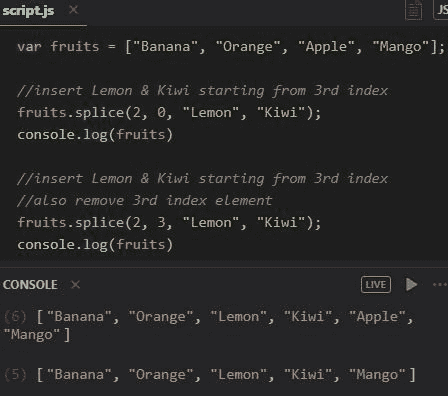 script.js ×
JS
var fruits = ["Banana", "Orange", "Apple", "Mango"];
//insert Lemon & Kiwi starting from 3rd index
fruits.splice(2, 0, "Lemon", "Kiwi");
console.log(fruits)
//insert Lemon & Kiwi starting from 3rd index
//also remove 3rd index element
fruits.splice(2, 3, "Lemon", "Kiwi");
console.log(fruits)
CONSOLE ×
LIVE
(6) ["Banana", "Orange", "Lemon", "Kiwi", "Apple",
"Mango"]
(5) ["Banana", "Orange", "Lemon", "Kiwi", "Mango"]